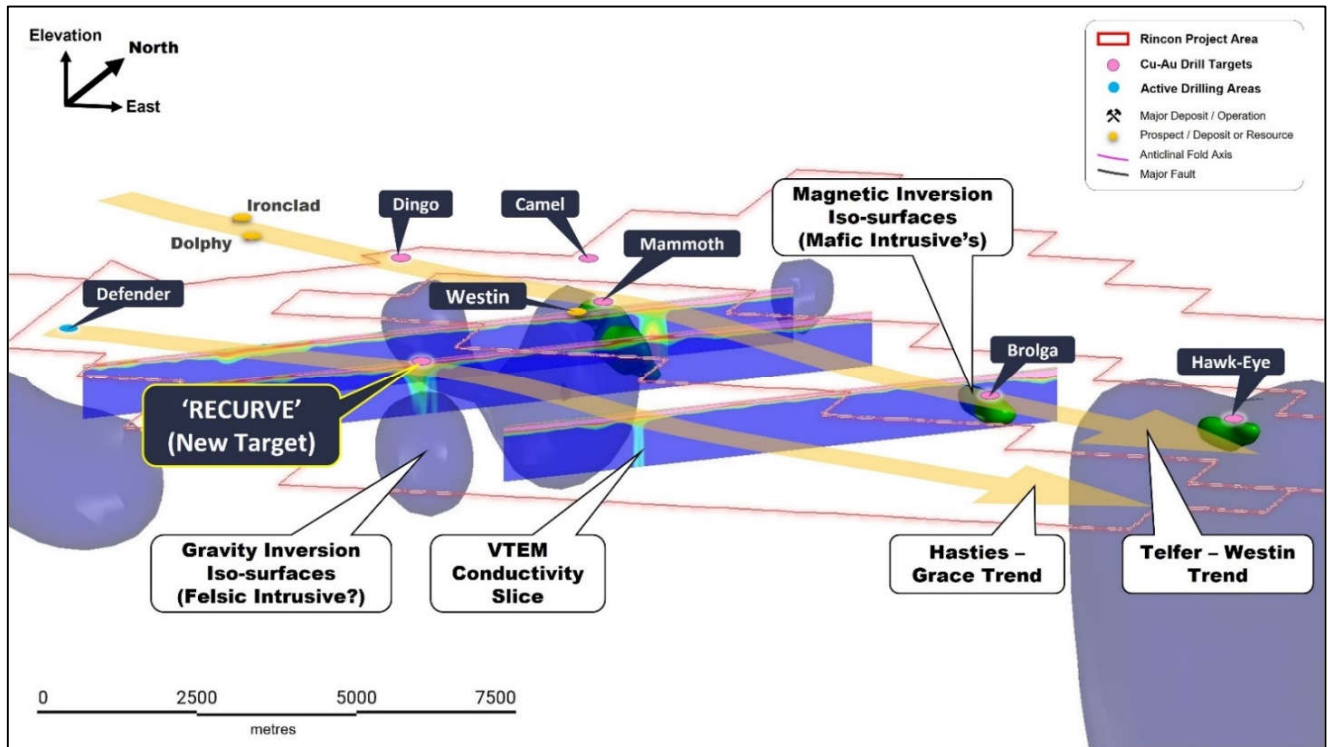 Elevation
North
East
Rincon Project Area
Cu-Au Drill Targets
Active Drilling Areas
Major Deposit / Operation
Prospect / Deposit or Resource
Anticlinal Fold Axis
Major Fault
Ironclad
Dolphy
Dingo
Camel
Mammoth
Magnetic Inversion
Iso-surfaces
(Mafic Intrusive's)
Defender
Westin
Brolga
Hawk-Eye
'RECURVE'
(New Target)
Gravity Inversion
Iso-surfaces
(Felsic Intrusive?)
VTEM
Conductivity
Slice
Hasties –
Grace Trend
Telfer – Westin
Trend
0 2500 5000 7500
metres